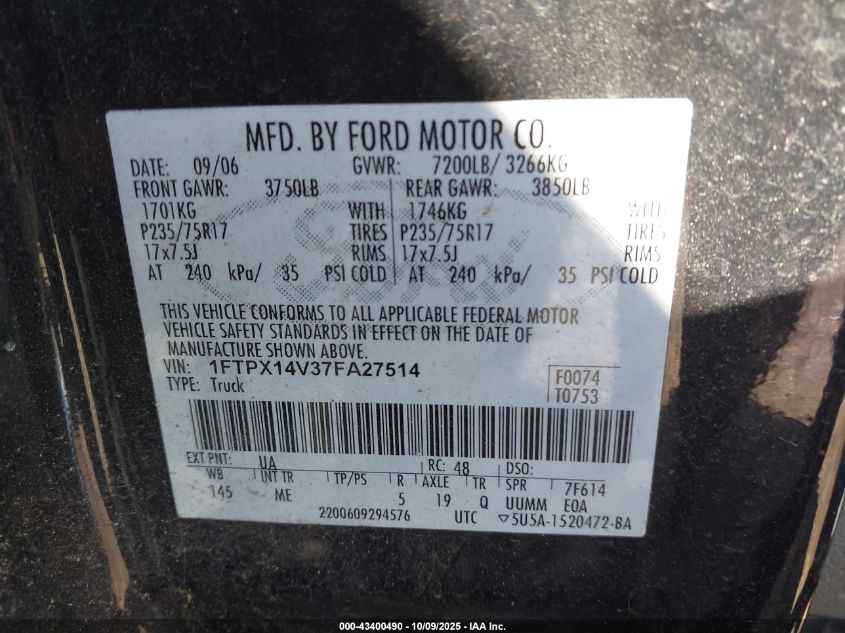 MFD. BY FORD MOTOR CO.
DATE: 09/06 GVWR: 7200LB/ 3266KG
FRONT GAWR: 3750LB REAR GAWR: 3850LB
1701KG WITH 1746KG WITH
P235/75R17 TIRES P235/75R17 TIRES
17x7.5J RIMS 17x7.5J RIMS
AT 240 kPa/ 35 PSI COLD AT 240 kPa/ 35 PSI COLD
THIS VEHICLE CONFORMS TO ALL APPLICABLE FEDERAL MOTOR
VEHICLE SAFETY STANDARDS IN EFFECT ON THE DATE OF
MANUFACTURE SHOWN ABOVE.
VIN: 1FTPX14V37FA27514 F0074
TYPE: Truck T0753
EXT PNT: UA RC: 48 DSO:
WB INT TR TP/PS R AXLE TR SPR 7F614
145 ME 5 19 Q UUMM EOA
2200609294576 UTC ▽5U5A-1520472-BA
000-43400490 | 10/09/2025 - IAA Inc.